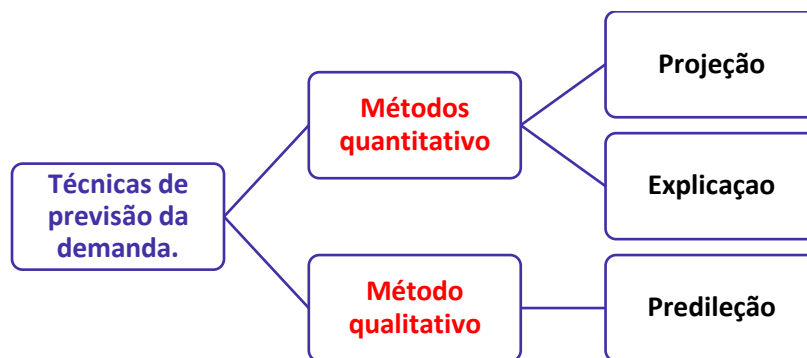 Técnicas de
previsão da
demanda.
Métodos
quantitativo
Método
qualitativo
Projeção
Explicaçao
Predileção